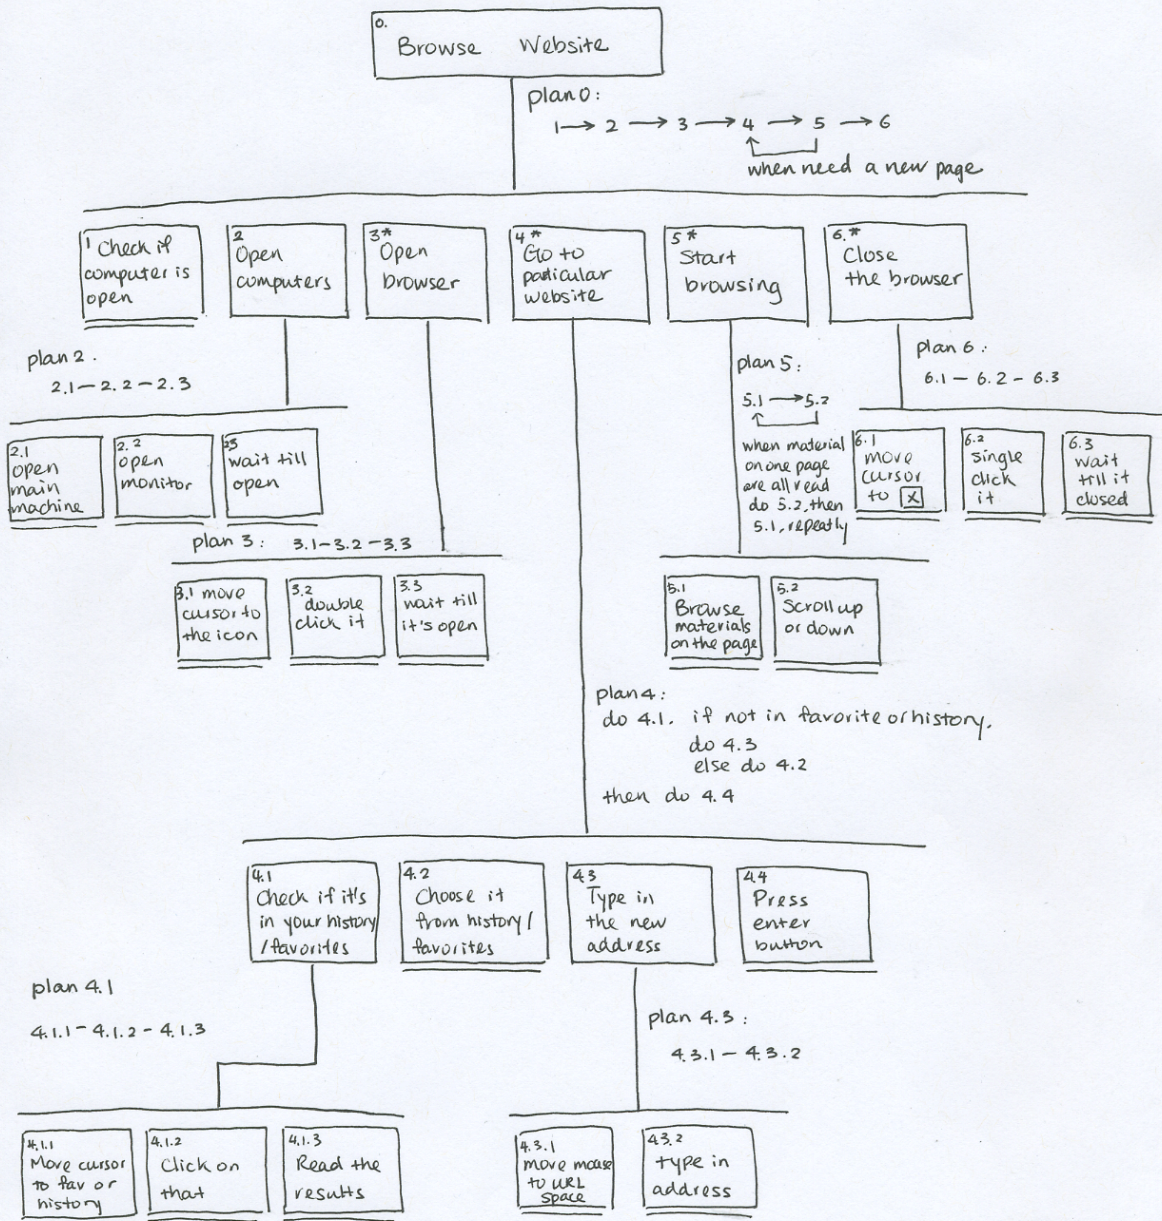 0.
Browse Website
plan 0:
1 → 2 → 3 → 4 → 5 → 6
when need a new page
1 Check if
computer is
open
2
Open
computers
3*
Open
browser
4*
Go to
particular
website
5*
Start
browsing
6.*
Close
the browser
plan 2.
2.1 - 2.2 - 2.3
plan 5:
5.1 → 5.2
when material
on one page
are all read
do 5.2, then
5.1, repeatly
plan 6:
6.1 - 6.2 - 6.3
2.1
open
main
machine
2.2
open
monitor
23
wait till
open
6.1
move
cursor
to X
6.2
single
click
it
6.3
wait
till it
closed
plan 3: 3.1-3.2-3.3
3.1 move
cursor to
the icon
3.2
double
click it
3.3
wait till
it's open
5.1
Browse
materials
on the page
5.2
Scroll up
or down
plan 4:
do 4.1. if not in favorite or history.
do 4.3
else do 4.2
then do 4.4
4.1
Check if it's
in your history
/favorites
4.2
Choose it
from history/
favorites
4.3
Type in
the new
address
4.4
Press
enter
button
plan 4.1
4.1.1 - 4.1.2 - 4.1.3
plan 4.3:
4.3.1 - 4.3.2
4.1.1
Move cursor
to fav or
history
4.1.2
Click on
that
4.1.3
Read the
results
4.3.1
move mouse
to URL
space
4.3.2
type in
address